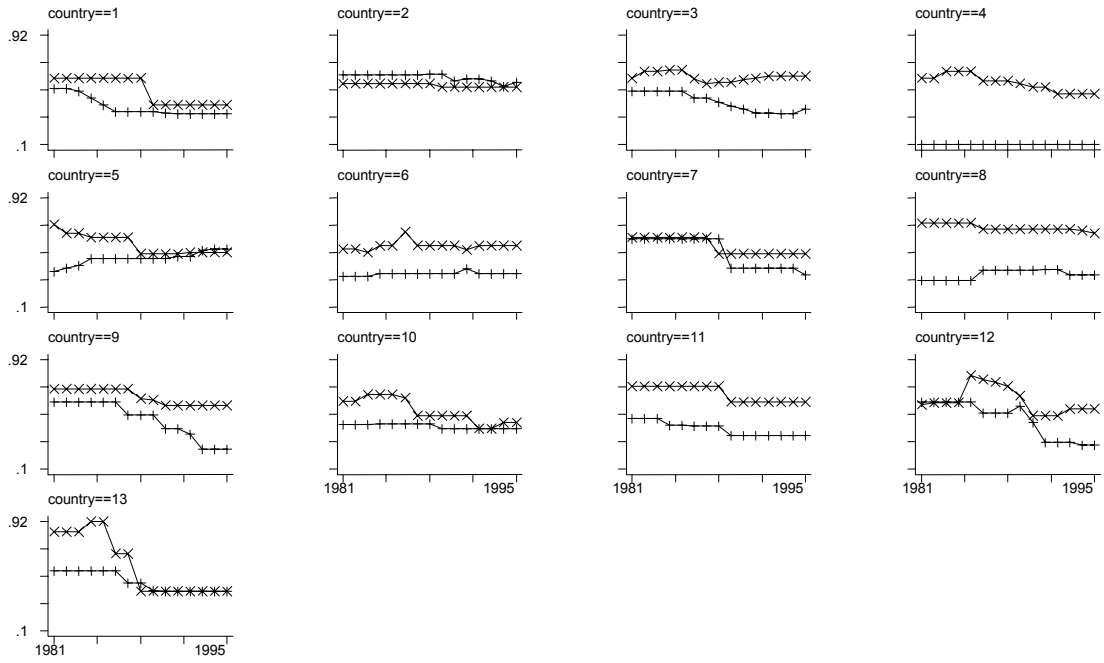 country==1
country==2
country==3
country==4
.92
.1
country==5
country==6
country==7
country==8
.92
.1
country==9
country==10
country==11
country==12
.92
.1
1981 1995
1981 1995
1981 1995
country==13
.92
.1
1981 1995